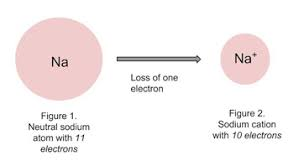 Na
Na+
Loss of one
electron
Figure 1.
Neutral sodium
atom with 11
electrons
Figure 2.
Sodium cation
with 10 electrons